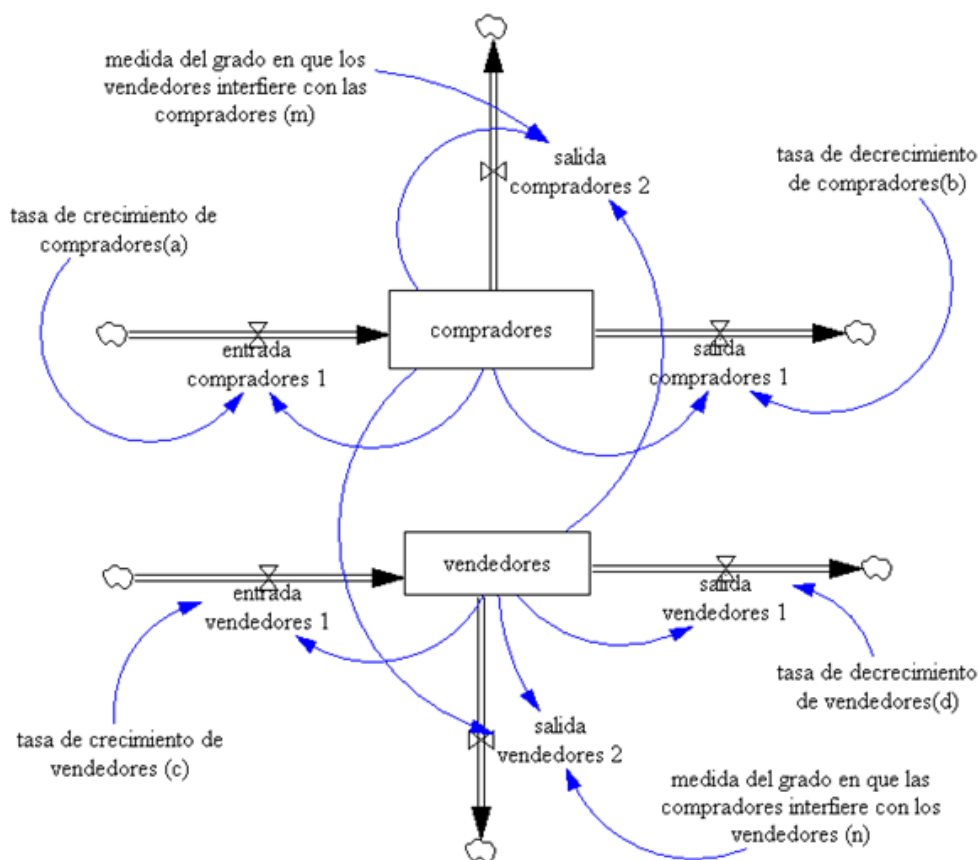 medida del grado en que los
vendedores interfiere con las
compradores (m)
salida
compradores 2
tasa de decrecimiento
de compradores(b)
tasa de crecimiento de
compradores(a)
compradores
entrada
compradores 1
salida
compradores 1
vendedores
entrada
vendedores 1
salida
vendedores 1
tasa de decrecimiento
de vendedores(d)
tasa de crecimiento de
vendedores (c)
salida
vendedores 2
medida del grado en que las
compradores interfiere con los
vendedores (n)